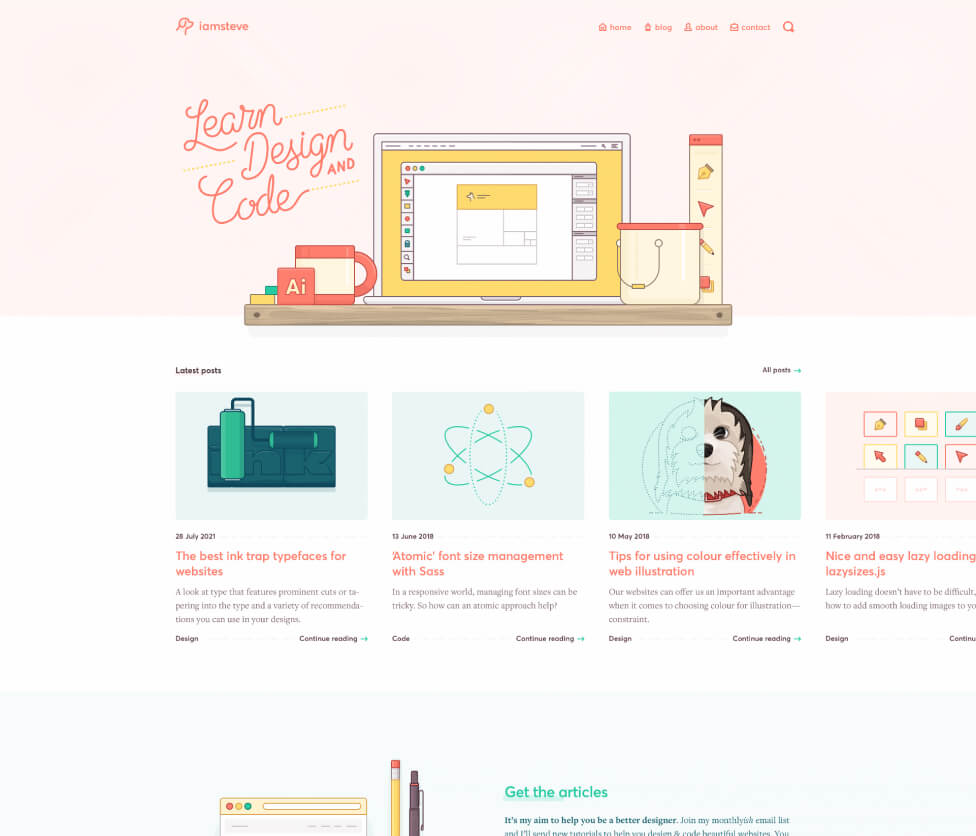 iamsteve
home
blog
about
contact
Learn
Design
AND
Code
Ai
Latest posts
All posts
28 July 2021
The best ink trap typefaces for
websites
A look at type that features prominent cuts or ta-
pering into the type and a variety of recommenda-
tions you can use in your designs.
Design
Continue reading
13 June 2018
‘Atomic’ font size management
with Sass
In a responsive world, managing font sizes can be
tricky. So how can an atomic approach help?
Code
Continue reading
10 May 2018
Tips for using colour effectively in
web illustration
Our websites can offer us an important advantage
when it comes to choosing colour for illustration—
constraint.
Design
Continue reading
11 February 2018
Nice and easy lazy loading
lazysizes.js
Lazy loading doesn't have to be difficult,
how to add smooth loading images to yo
Design
Continu
Get the articles
It's my aim to help you be a better designer. Join my monthlyish email list
and I'll send new tutorials to help you design & code beautiful websites. You